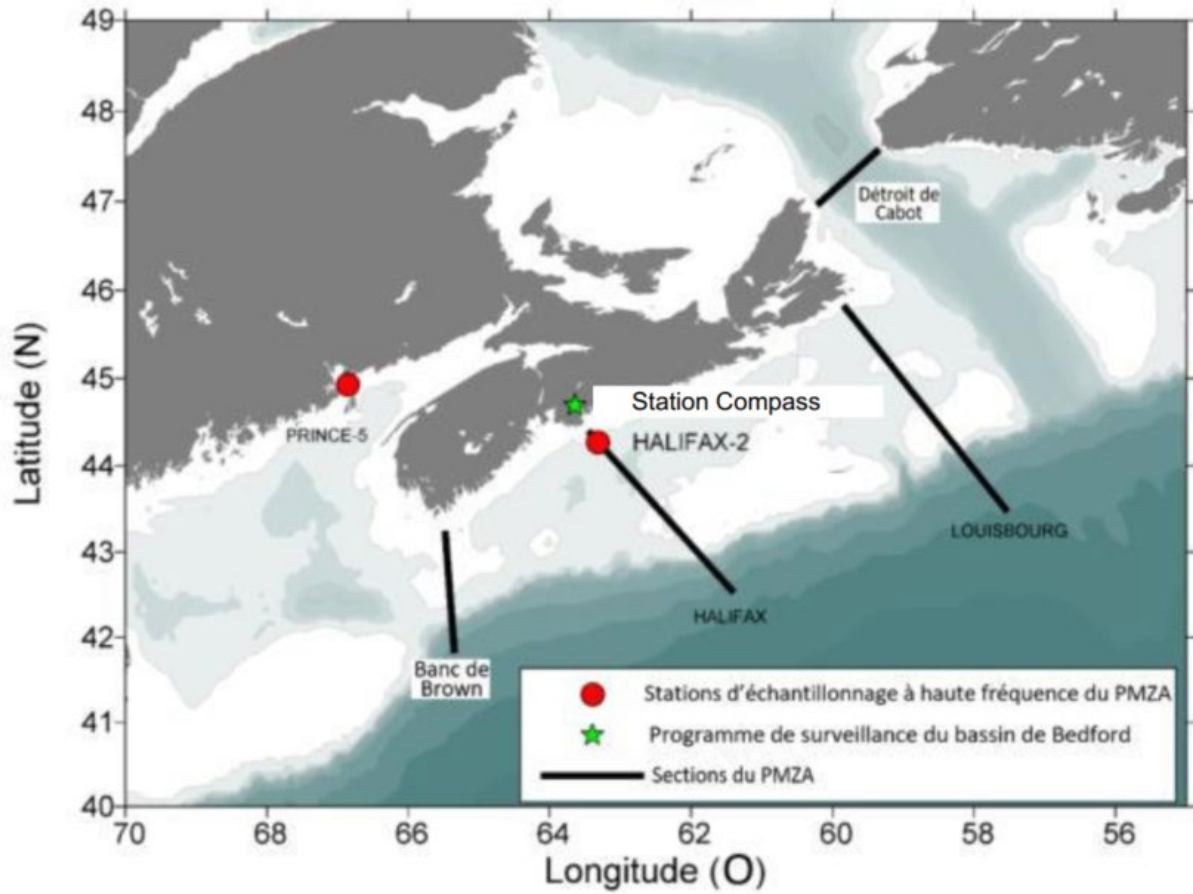 49
48
47
46
45
44
43
42
41
40
Latitude (N)
Détroit de
Cabot
PRINCE-5
Station Compass
HALIFAX-2
LOUISBOURG
HALIFAX
Banc de
Brown
Stations d'échantillonnage à haute fréquence du PMZA
Programme de surveillance du bassin de Bedford
Sections du PMZA
70 68 66 64 62 60 58 56
Longitude (O)